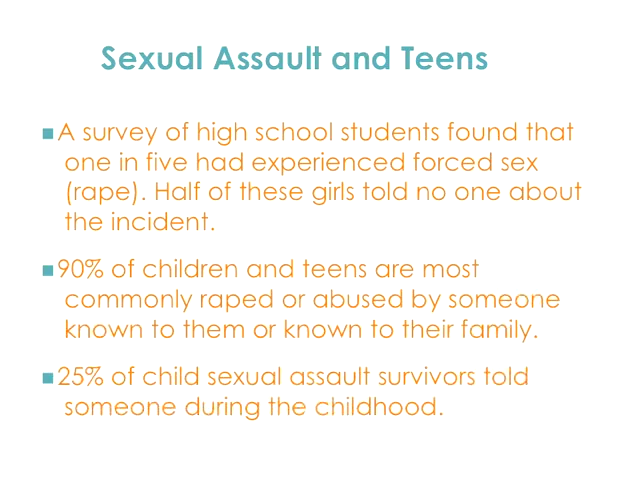 Sexual Assault and Teens
A survey of high school students found that
one in five had experienced forced sex
(rape). Half of these girls told no one about
the incident.
90% of children and teens are most
commonly raped or abused by someone
known to them or known to their family.
25% of child sexual assault survivors told
someone during the childhood.